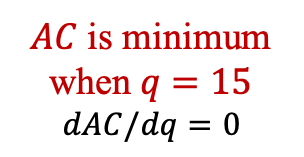 AC is minimum
when q = 15
dAC/dq = 0